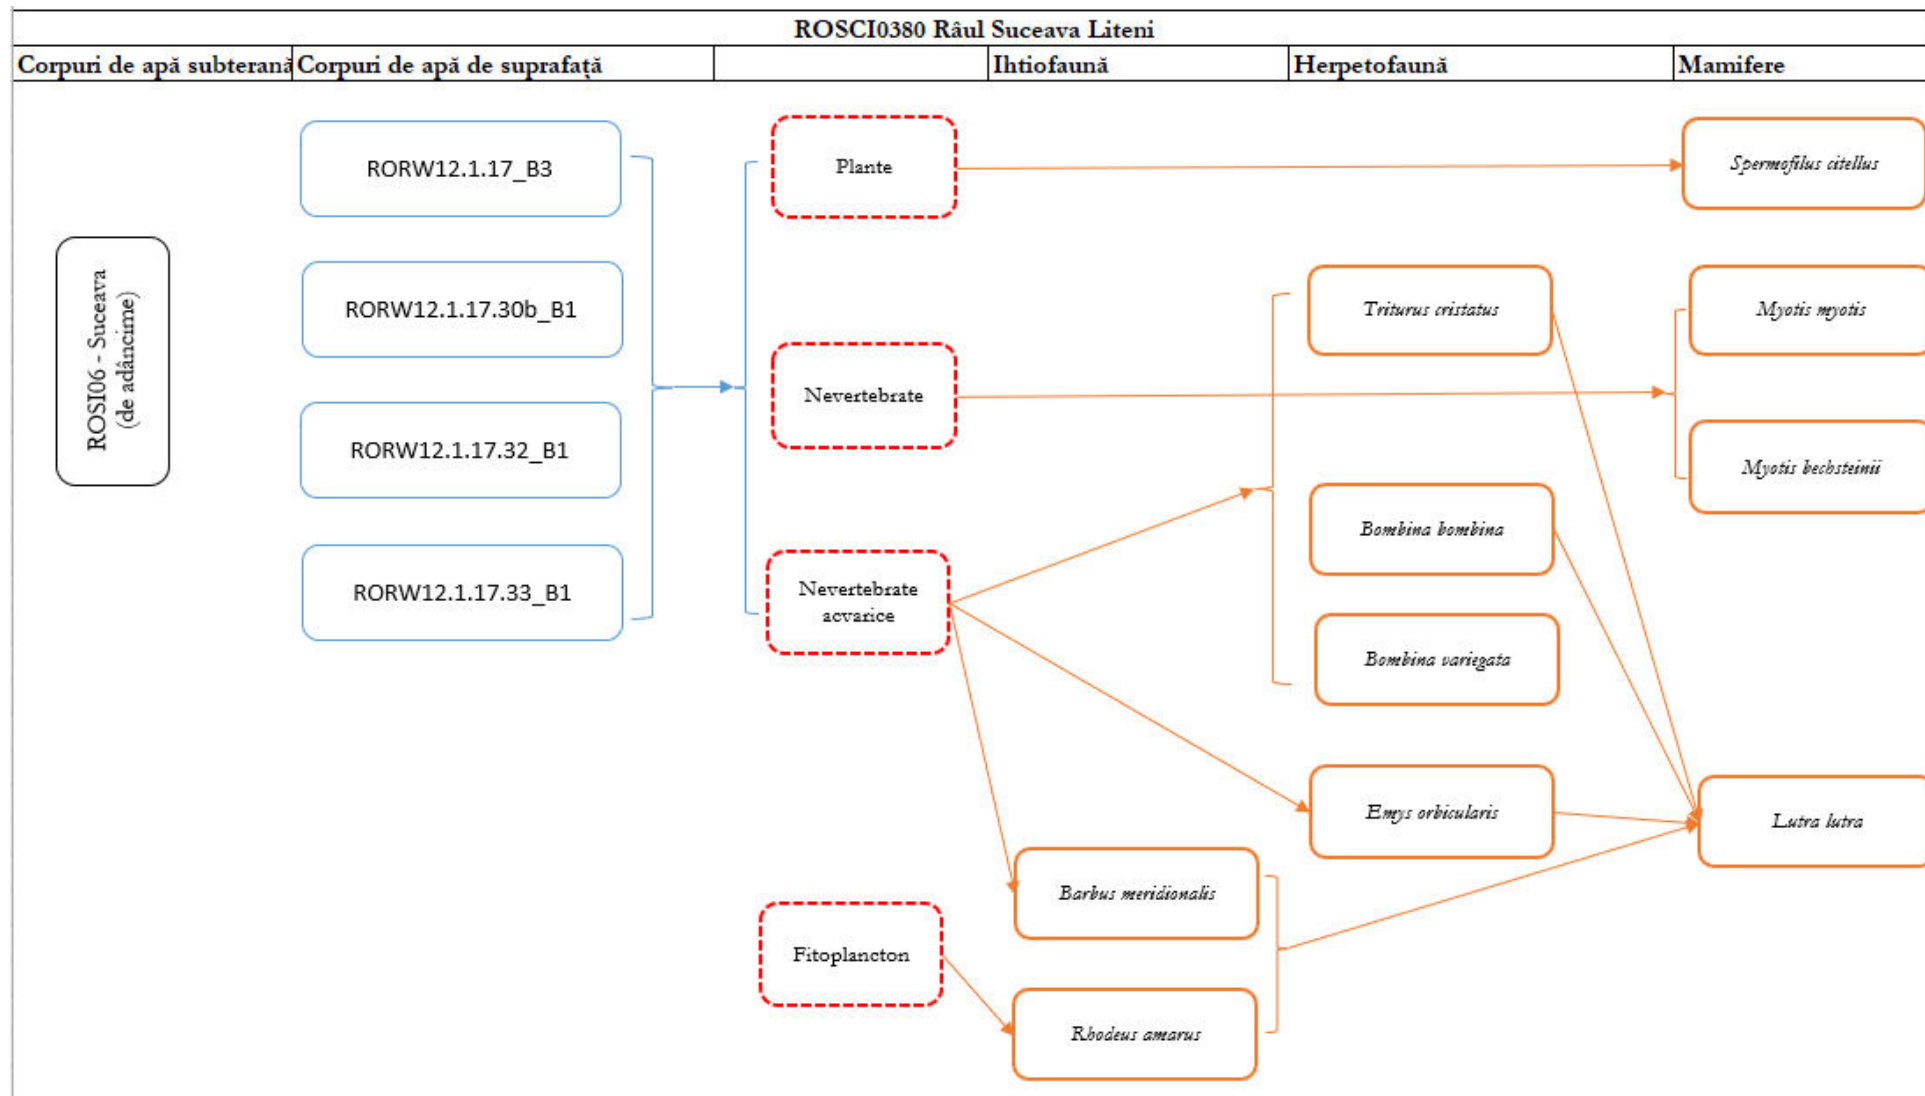 ROSCI0380 Râul Suceava Liteni
Corpuri de apă subterană
Corpuri de apă de suprafață
Ihtiofaună
Herpetofaună
Mamifere
ROSI06 - Suceava
(de adâncime)
RORW12.1.17_B3
RORW12.1.17.30b_B1
RORW12.1.17.32_B1
RORW12.1.17.33_B1
Plante
Nevertebrate
Nevertebrate
acvarice
Fitoplancton
Barbus meridionalis
Rhodeus amarus
Triturus cristatus
Bombina bombina
Bombina variegata
Emys orbicularis
Spermofilus citellus
Myotis myotis
Myotis bechsteinii
Lutra lutra